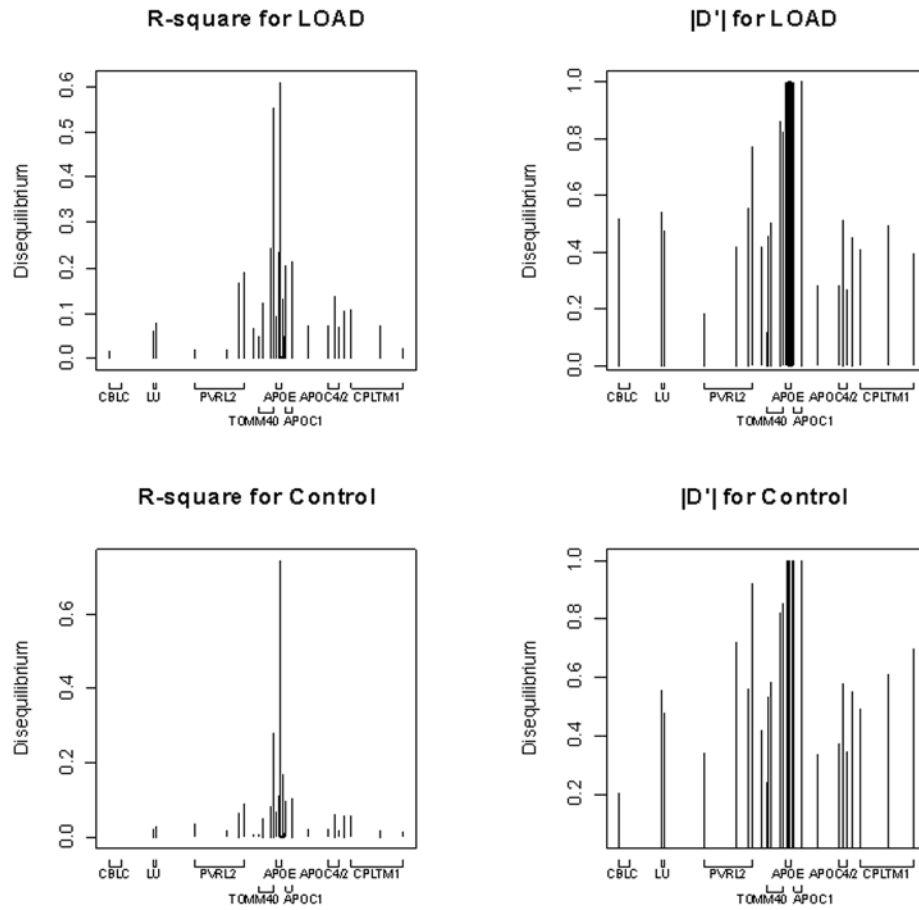 R-square for LOAD
Disequilibrium
0.0 0.1 0.2 0.3 0.4 0.5 0.6
CBLC LU PVRL2 APOE APOC4/2 CPLTM1
TOMM40 APOC1
|D'| for LOAD
Disequilibrium
0.0 0.2 0.4 0.6 0.8 1.0
CBLC LU PVRL2 APOE APOC4/2 CPLTM1
TOMM40 APOC1
R-square for Control
Disequilibrium
0.0 0.2 0.4 0.6
CBLC LU PVRL2 APOE APOC4/2 CPLTM1
TOMM40 APOC1
|D'| for Control
Disequilibrium
0.2 0.4 0.6 0.8 1.0
CBLC LU PVRL2 APOE APOC4/2 CPLTM1
TOMM40 APOC1